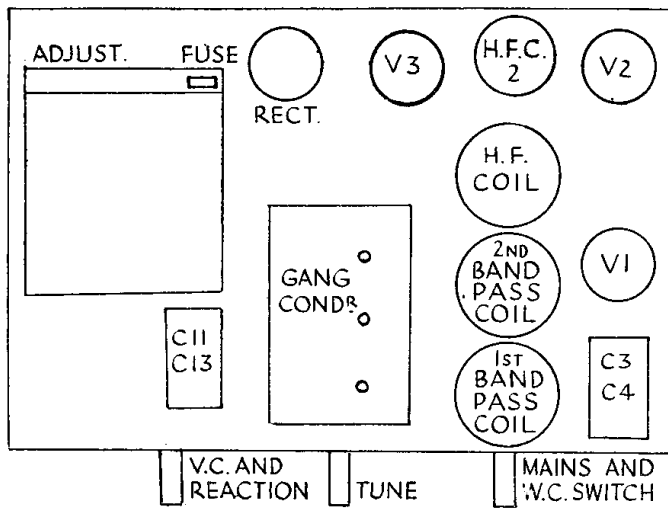 ADJUST. FUSE
RECT.
V3
H.F.C.
2
V2
H.F.
COIL
GANG
CONDR.
2ND
BAND
PASS
COIL
V1
C11
C13
1ST
BAND
PASS
COIL
C3
C4
V.C. AND
REACTION
TUNE
MAINS AND
W.C. SWITCH